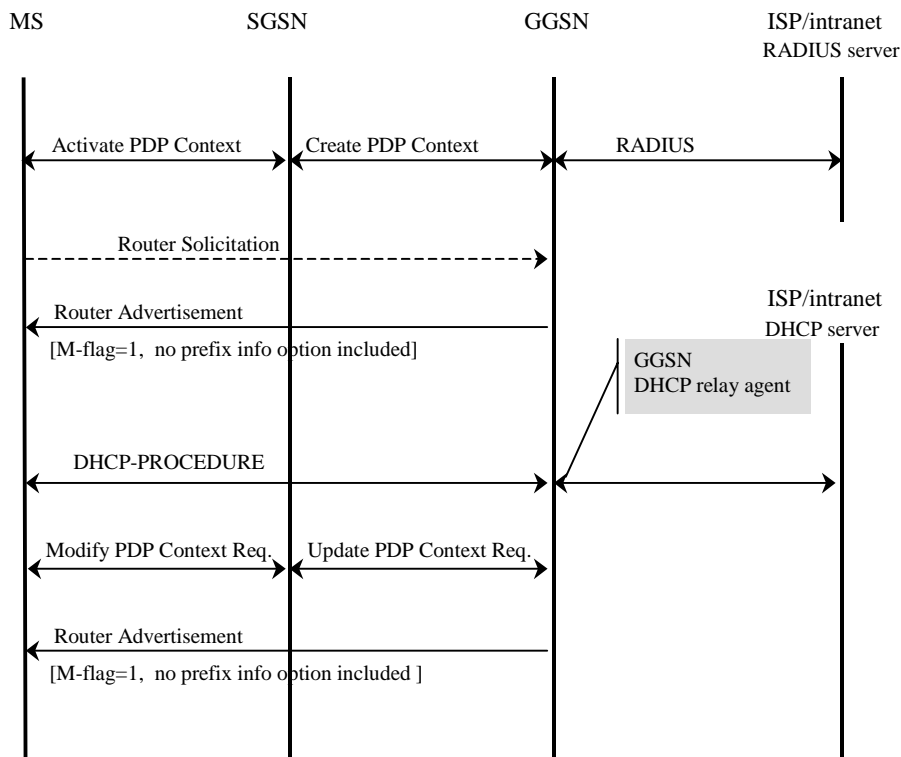 MS
SGSN
GGSN
ISP/intranet
RADIUS server
Activate PDP Context
Create PDP Context
RADIUS
Router Solicitation
Router Advertisement
[M-flag=1, no prefix info option included]
ISP/intranet
DHCP server
GGSN
DHCP relay agent
DHCP-PROCEDURE
Modify PDP Context Req.
Update PDP Context Req.
Router Advertisement
[M-flag=1, no prefix info option included ]